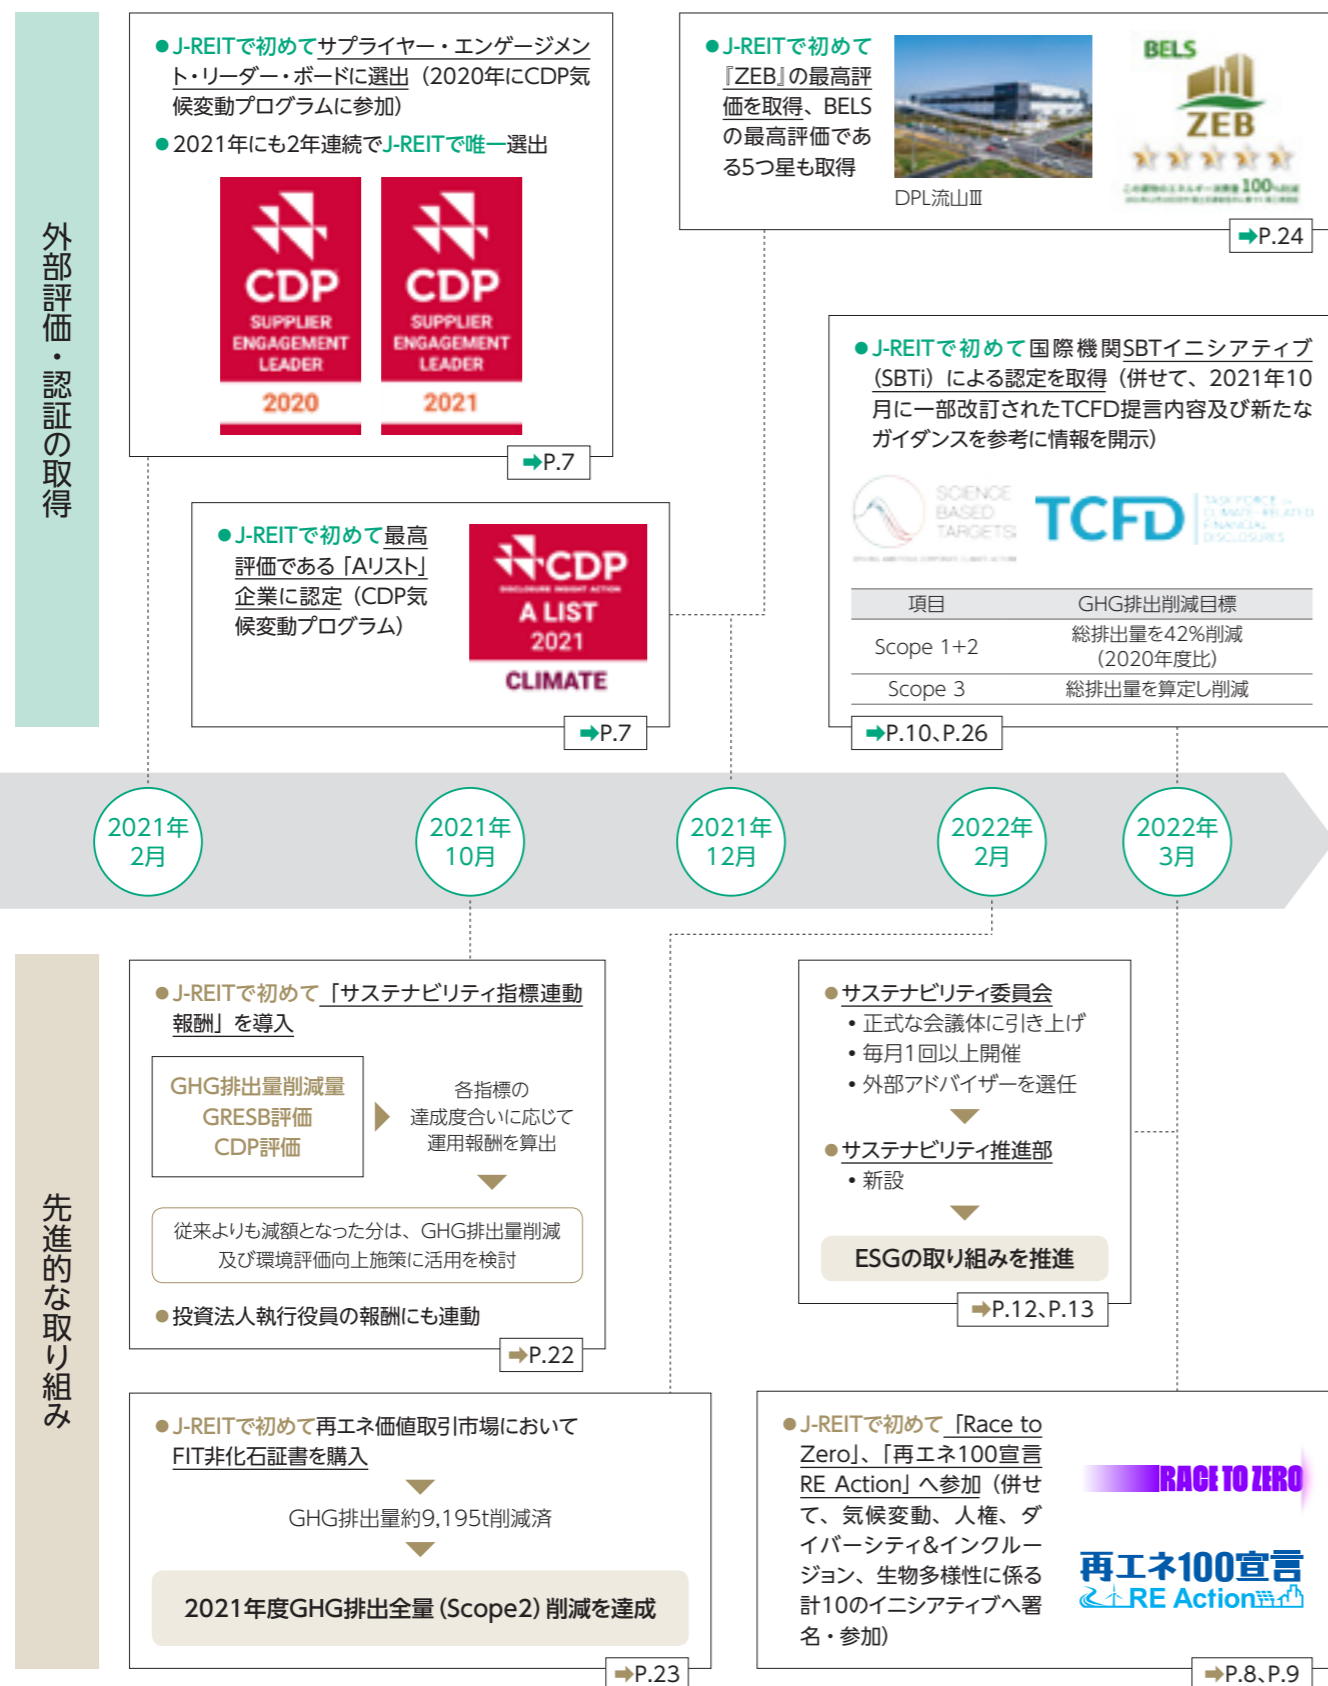 外部評価・認証の取得
●J-REITで初めてサプライヤー・エンゲージメン
ト・リーダー・ボードに選出（2020年にCDP気
候変動プログラムに参加）
●2021年にも2年連続でJ-REITで唯一選出
CDP
SUPPLIER
ENGAGEMENT
LEADER
2020
CDP
SUPPLIER
ENGAGEMENT
LEADER
2021
➡P.7
●J-REITで初めて
『ZEB』の最高評
価を取得、BELS
の最高評価であ
る5つ星も取得
DPL流山Ⅲ
BELS
ZEB
この建物のエネルギー消費量100%削減
➡P.24
●J-REITで初めて最高
評価である「Aリスト」
企業に認定（CDP気
候変動プログラム）
CDP
DISCLOSURE INSIGHT ACTION
A LIST
2021
CLIMATE
➡P.7
●J-REITで初めて国際機関SBTイニシアティブ
（SBTi）による認定を取得（併せて、2021年10
月に一部改訂されたTCFD提言内容及び新たな
ガイダンスを参考に情報を開示）
SCIENCE
BASED
TARGETS
DRIVING AMBITIOUS CORPORATE CLIMATE ACTION
TCFD
TASK FORCE ON
CLIMATE-RELATED
FINANCIAL
DISCLOSURES
項目 GHG排出削減目標
Scope 1+2 総排出量を42%削減
（2020年度比）
Scope 3 総排出量を算定し削減
➡P.10、P.26
2021年
2月
2021年
10月
2021年
12月
2022年
2月
2022年
3月
先進的な取り組み
●J-REITで初めて「サステナビリティ指標連動
報酬」を導入
GHG排出量削減量
GRESB評価
CDP評価
各指標の
達成度合いに応じて
運用報酬を算出
従来よりも減額となった分は、GHG排出量削減
及び環境評価向上施策に活用を検討
●投資法人執行役員の報酬にも連動
➡P.22
●サステナビリティ委員会
• 正式な会議体に引き上げ
• 毎月1回以上開催
• 外部アドバイザーを選任
●サステナビリティ推進部
• 新設
ESGの取り組みを推進
➡P.12、P.13
●J-REITで初めて再エネ価値取引市場において
FIT非化石証書を購入
GHG排出量約9,195t削減済
2021年度GHG排出全量（Scope2）削減を達成
➡P.23
●J-REITで初めて「Race to
Zero」、「再エネ100宣言
RE Action」へ参加（併せ
て、気候変動、人権、ダ
イバーシティ&インクルー
ジョン、生物多様性に係る
計10のイニシアティブへ署
名・参加）
RACE TO ZERO
再エネ100宣言
RE Action
➡P.8、P.9